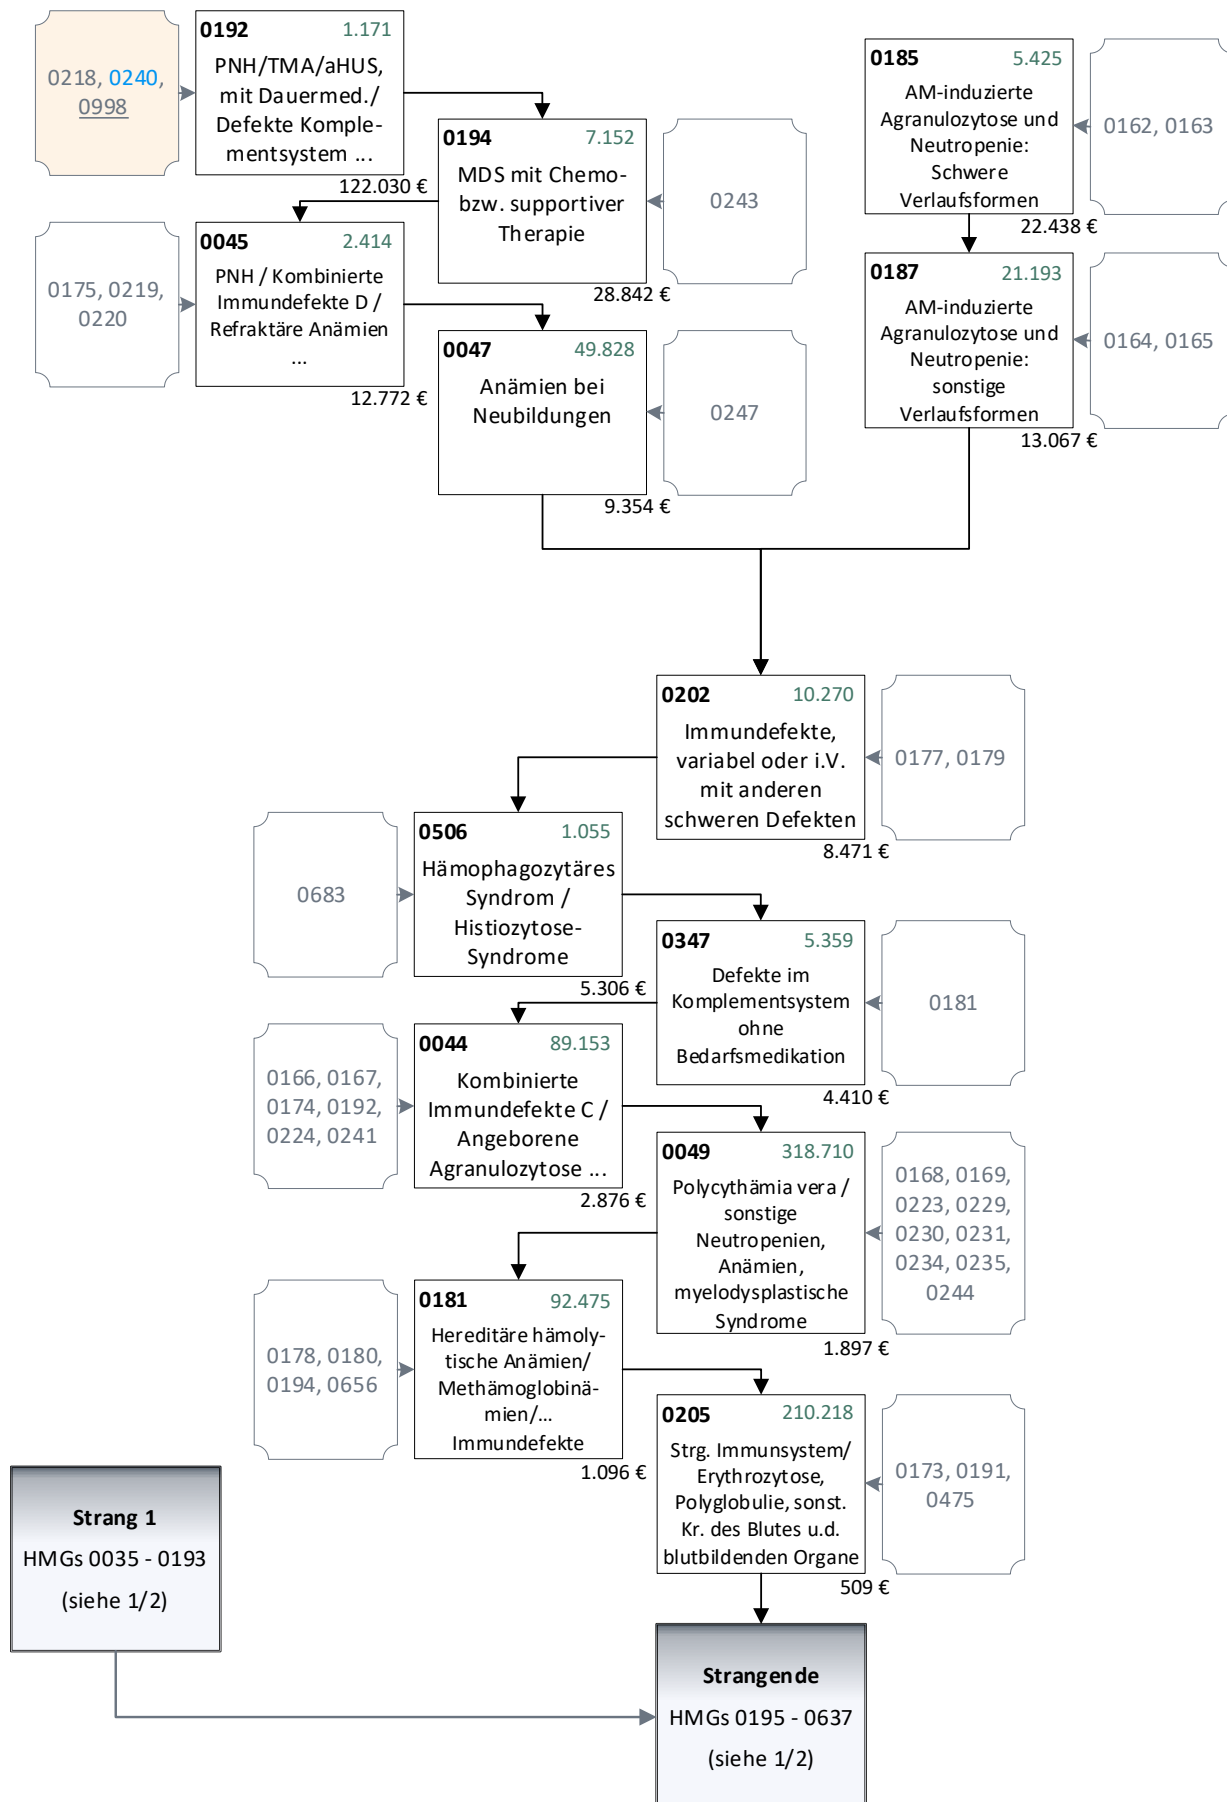 0218, 0240,
0998
0192 1.171
PNH/TMA/aHUS,
mit Dauermed./
Defekte Komple-
mentsystem ...
122.030 €
0194 7.152
MDS mit Chemo-
bzw. supportiver
Therapie
28.842 €
0243
0185 5.425
AM-induzierte
Agranulozytose und
Neutropenie:
Schwere
Verlaufsformen
22.438 €
0162, 0163
0175, 0219,
0220
0045 2.414
PNH / Kombinierte
Immundefekte D /
Refraktäre Anämien
...
12.772 €
0047 49.828
Anämien bei
Neubildungen
9.354 €
0247
0187 21.193
AM-induzierte
Agranulozytose und
Neutropenie:
sonstige
Verlaufsformen
13.067 €
0164, 0165
0202 10.270
Immundefekte,
variabel oder i.V.
mit anderen
schweren Defekten
8.471 €
0177, 0179
0683
0506 1.055
Hämophagozytäres
Syndrom /
Histiozytose-
Syndrome
5.306 €
0347 5.359
Defekte im
Komplementsystem
ohne
Bedarfsmedikation
4.410 €
0181
0166, 0167,
0174, 0192,
0224, 0241
0044 89.153
Kombinierte
Immundefekte C /
Angeborene
Agranulozytose ...
2.876 €
0049 318.710
Polycythämia vera /
sonstige
Neutropenien,
Anämien,
myelodysplastische
Syndrome
1.897 €
0168, 0169,
0223, 0229,
0230, 0231,
0234, 0235,
0244
0178, 0180,
0194, 0656
0181 92.475
Hereditäre hämoly-
tische Anämien/
Methämoglobinä-
mien/...
Immundefekte
1.096 €
0205 210.218
Strg. Immunsystem/
Erythrozytose,
Polyglobulie, sonst.
Kr. des Blutes u.d.
blutbildenden Organe
509 €
0173, 0191,
0475
Strang 1
HMGs 0035 - 0193
(siehe 1/2)
Strangende
HMGs 0195 - 0637
(siehe 1/2)